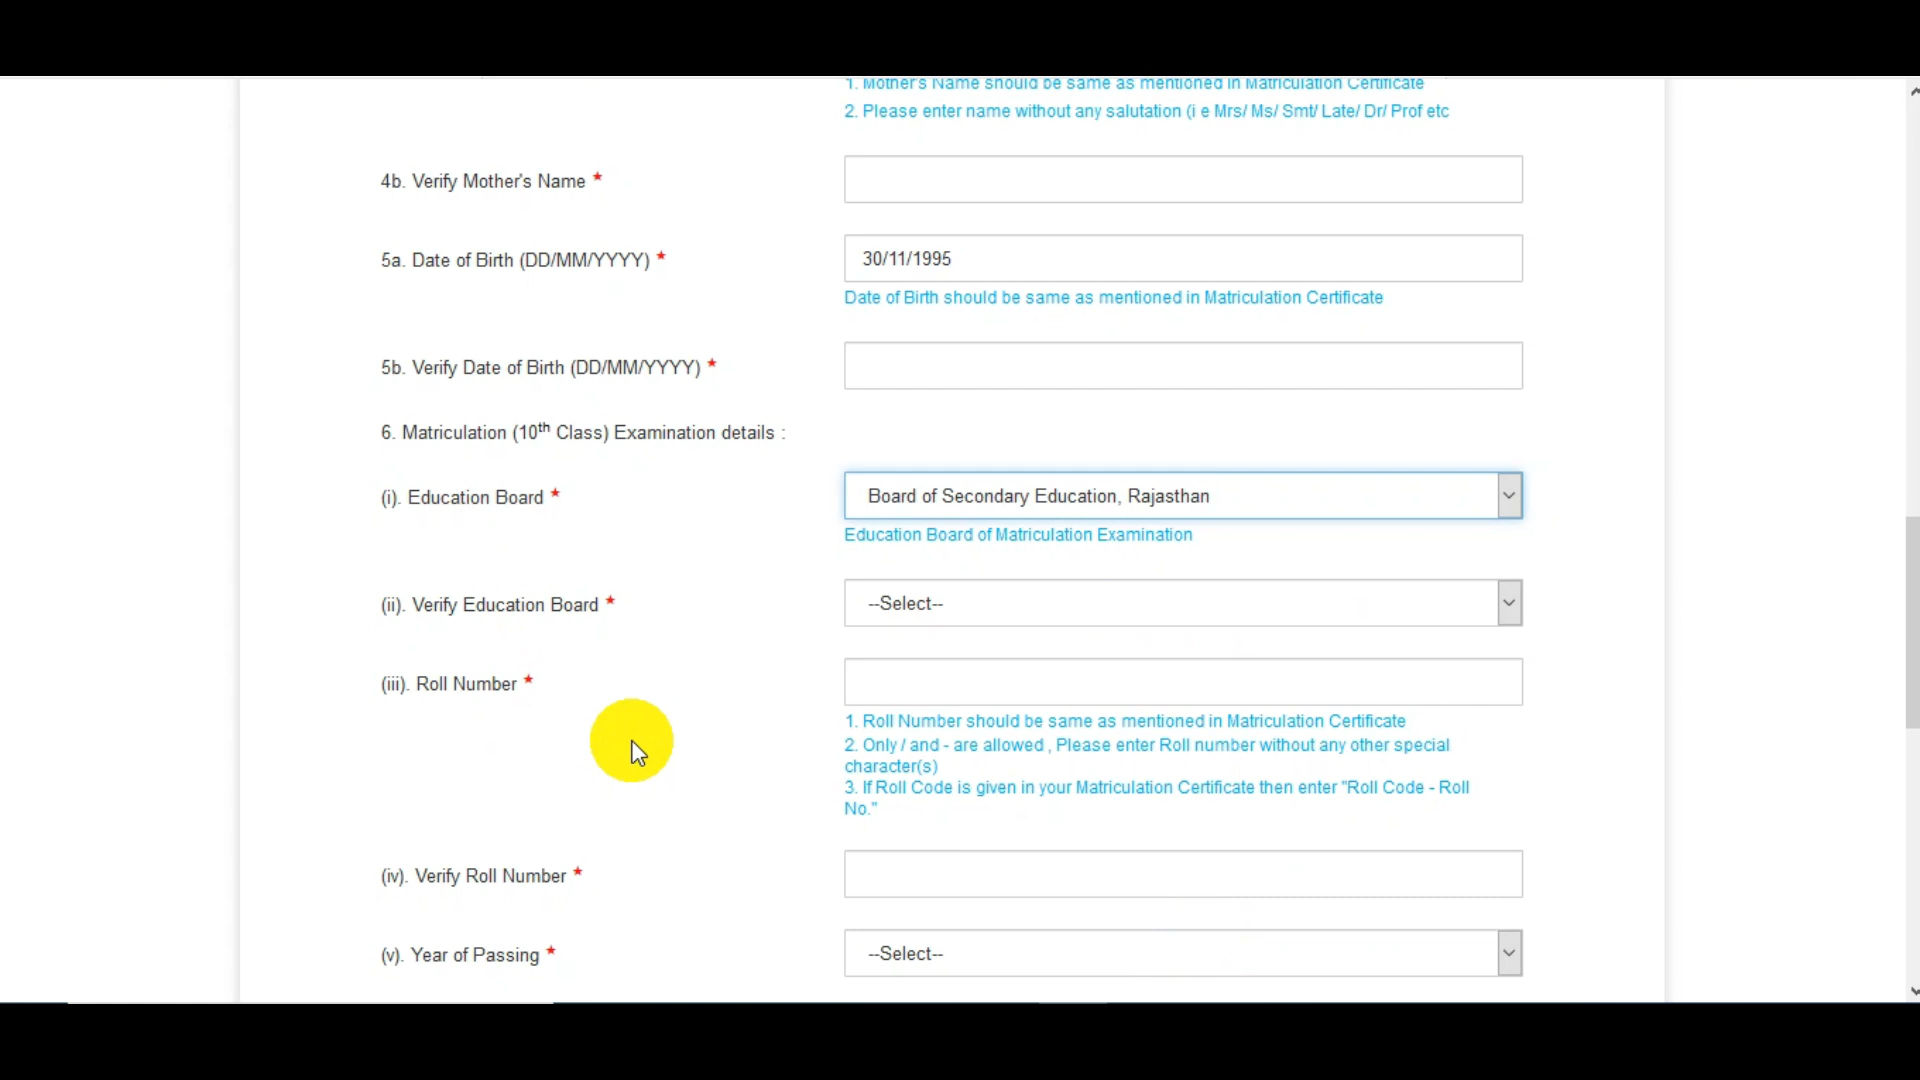 1. Mother's Name should be same as mentioned in Matriculation Certificate
2. Please enter name without any salutation (i e Mrs/ Ms/ Smt/ Late/ Dr/ Prof etc
4b. Verify Mother's Name *
5a. Date of Birth (DD/MM/YYYY) *
30/11/1995
Date of Birth should be same as mentioned in Matriculation Certificate
5b. Verify Date of Birth (DD/MM/YYYY) *
6. Matriculation (10th Class) Examination details :
(i). Education Board *
Board of Secondary Education, Rajasthan
Education Board of Matriculation Examination
(ii). Verify Education Board *
--Select--
(iii). Roll Number *
1. Roll Number should be same as mentioned in Matriculation Certificate
2. Only / and - are allowed , Please enter Roll number without any other special
character(s)
3. If Roll Code is given in your Matriculation Certificate then enter "Roll Code - Roll
No."
(iv). Verify Roll Number *
(v). Year of Passing *
--Select--